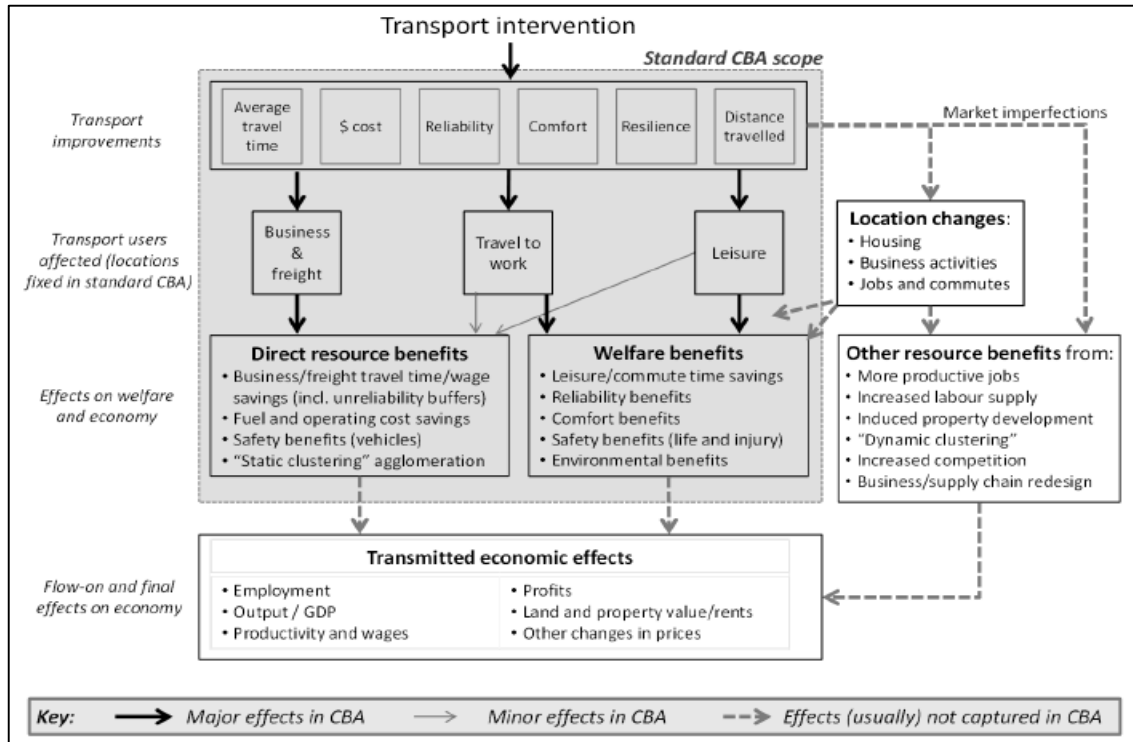 Transport intervention
Standard CBA scope
Transport
improvements
Average
travel
time
$ cost
Reliability
Comfort
Resilience
Distance
travelled
Market imperfections
Transport users
affected (locations
fixed in standard CBA)
Business
&
freight
Travel to
work
Leisure
Location changes:
• Housing
• Business activities
• Jobs and commutes
Effects on welfare
and economy
Direct resource benefits
• Business/freight travel time/wage
savings (incl. unreliability buffers)
• Fuel and operating cost savings
• Safety benefits (vehicles)
• “Static clustering” agglomeration
Welfare benefits
• Leisure/commute time savings
• Reliability benefits
• Comfort benefits
• Safety benefits (life and injury)
• Environmental benefits
Other resource benefits from:
• More productive jobs
• Increased labour supply
• Induced property development
• “Dynamic clustering”
• Increased competition
• Business/supply chain redesign
Flow-on and final
effects on economy
Transmitted economic effects
• Employment
• Output / GDP
• Productivity and wages
• Profits
• Land and property value/rents
• Other changes in prices
Key: Major effects in CBA Minor effects in CBA Effects (usually) not captured in CBA